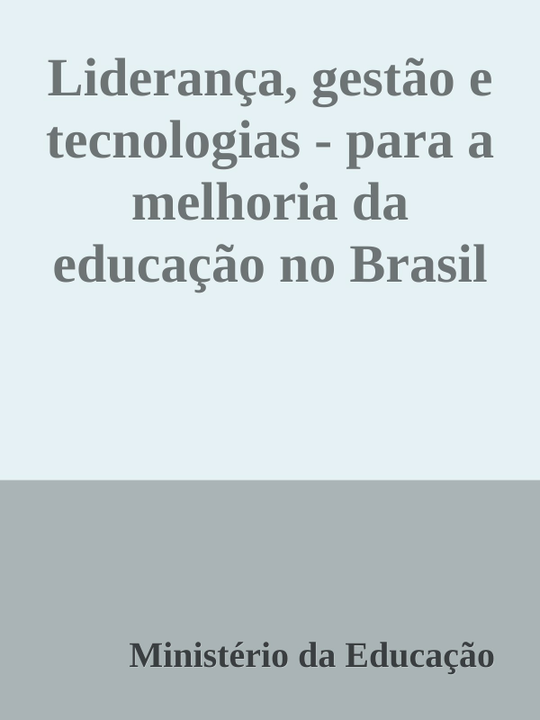 Liderança, gestão e
tecnologias - para a
melhoria da
educação no Brasil
Ministério da Educação